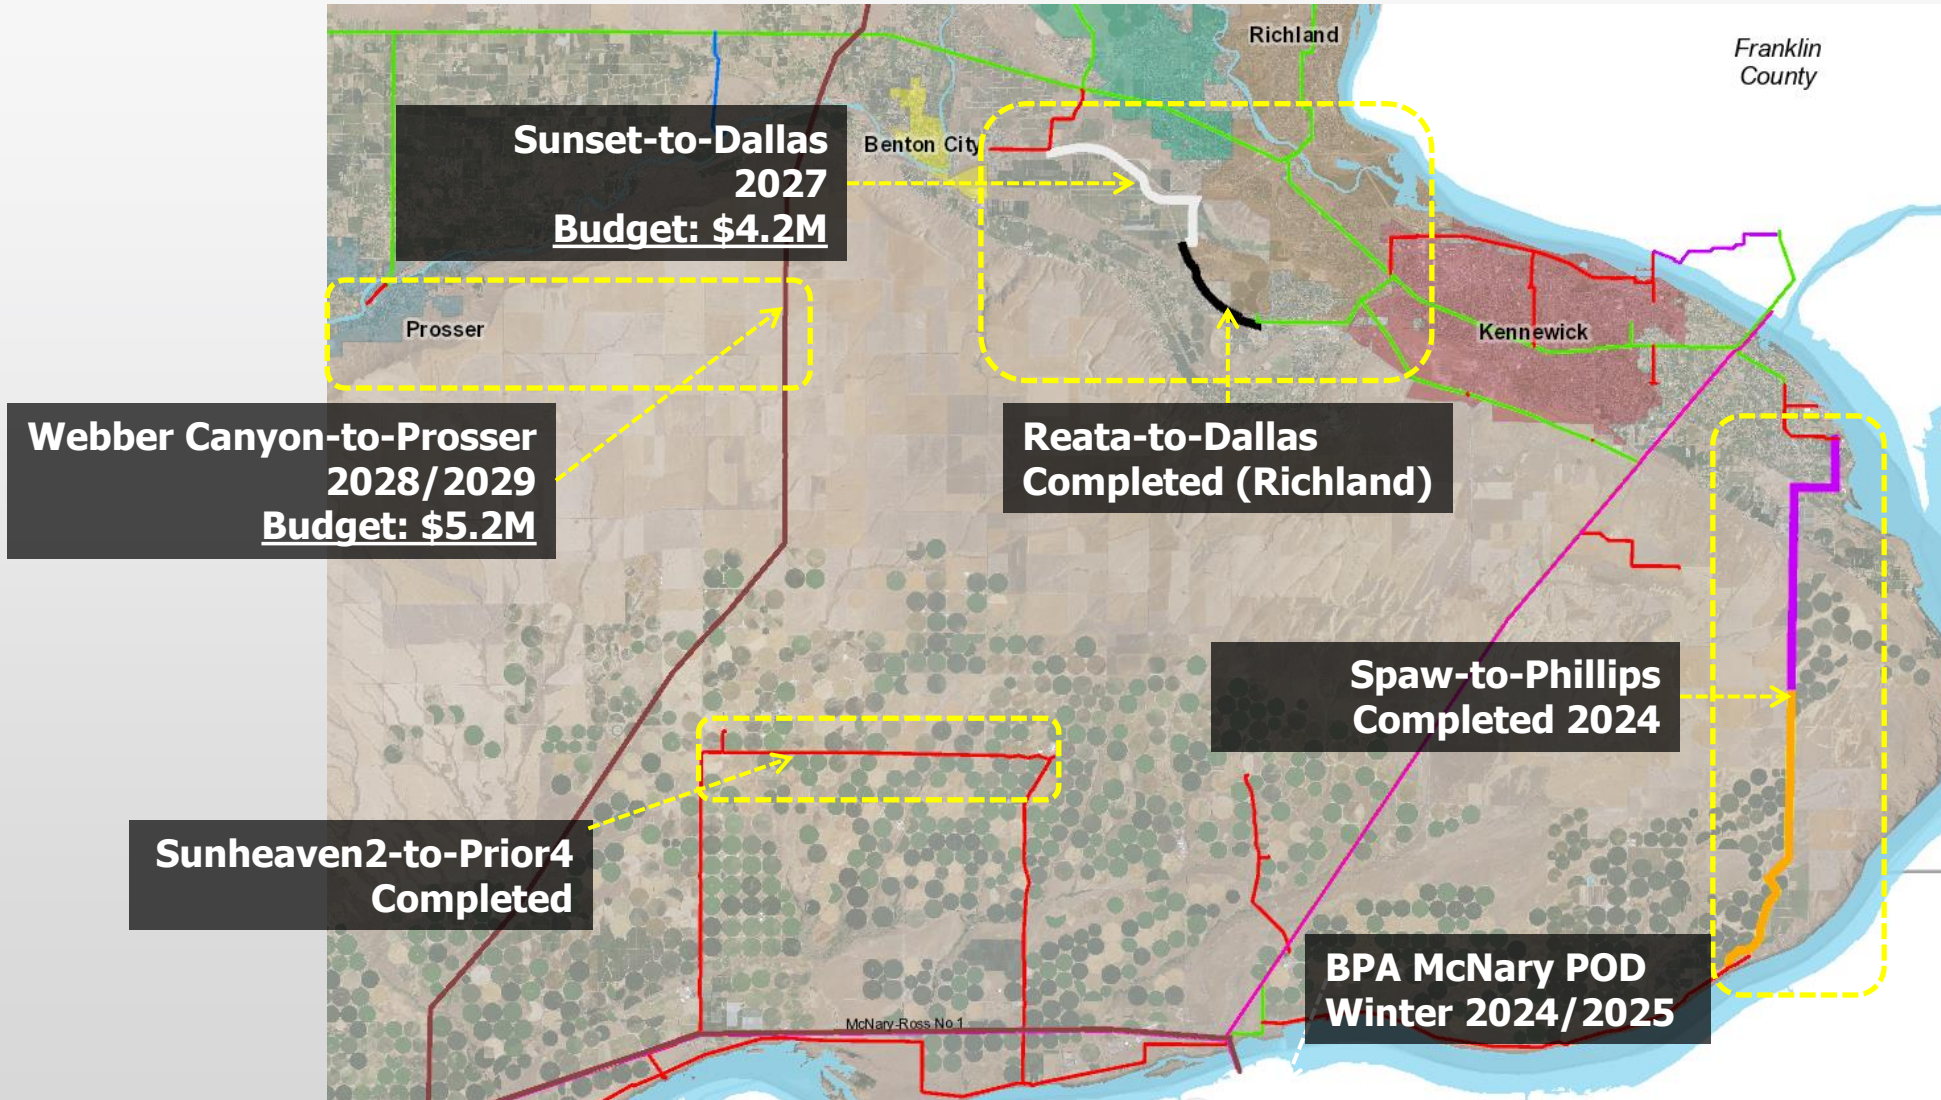 Richland
Franklin
County
Sunset-to-Dallas
2027
Budget: $4.2M
Benton City
Prosser
Kennewick
Webber Canyon-to-Prosser
2028/2029
Budget: $5.2M
Reata-to-Dallas
Completed (Richland)
Spaw-to-Phillips
Completed 2024
Sunheaven2-to-Prior4
Completed
BPA McNary POD
Winter 2024/2025
McNary-Ross No 1